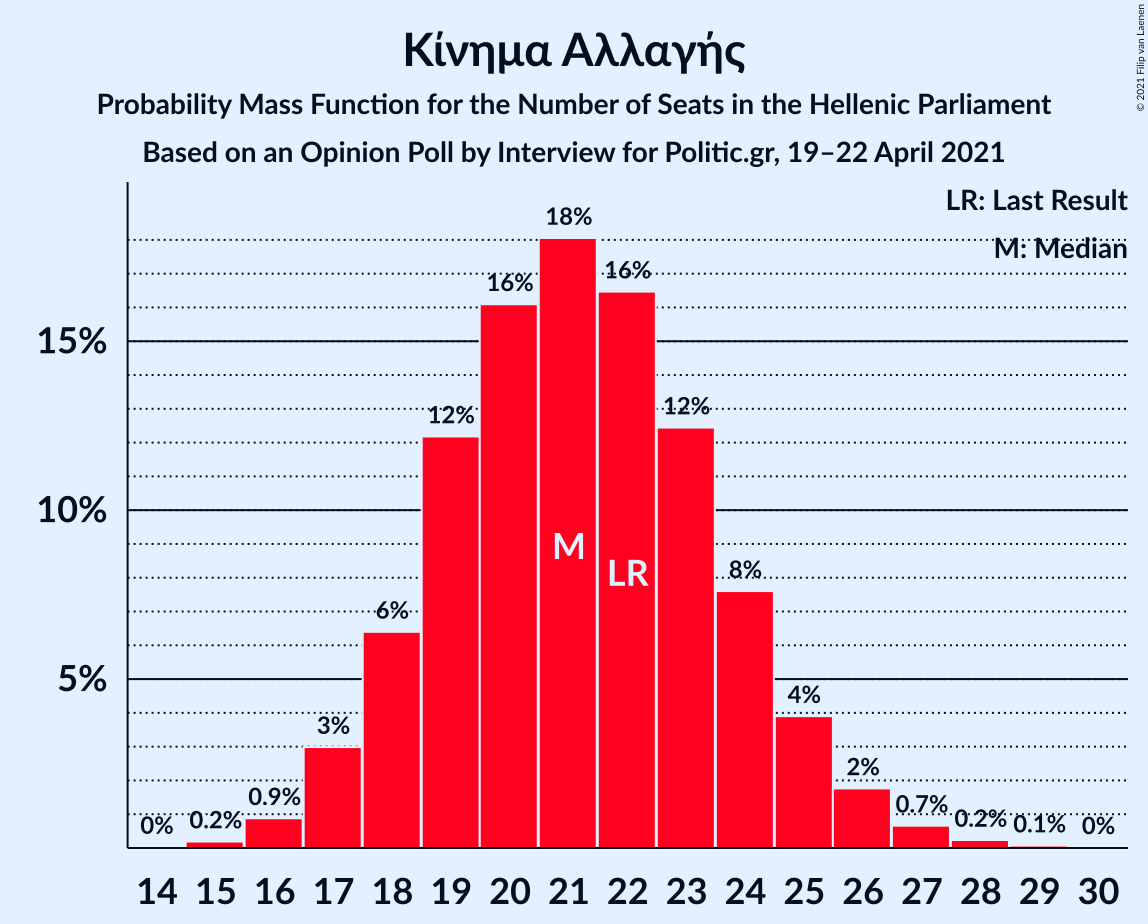 Κίνημα Αλλαγής
Probability Mass Function for the Number of Seats in the Hellenic Parliament
Based on an Opinion Poll by Interview for Politic.gr, 19–22 April 2021
© 2021 Filip van Laenen
LR: Last Result
M: Median
15%
10%
5%
0%
0.2%
0.9%
3%
6%
12%
16%
18%
16%
12%
8%
4%
2%
0.7%
0.2%
0.1%
0%
M
LR
14 15 16 17 18 19 20 21 22 23 24 25 26 27 28 29 30